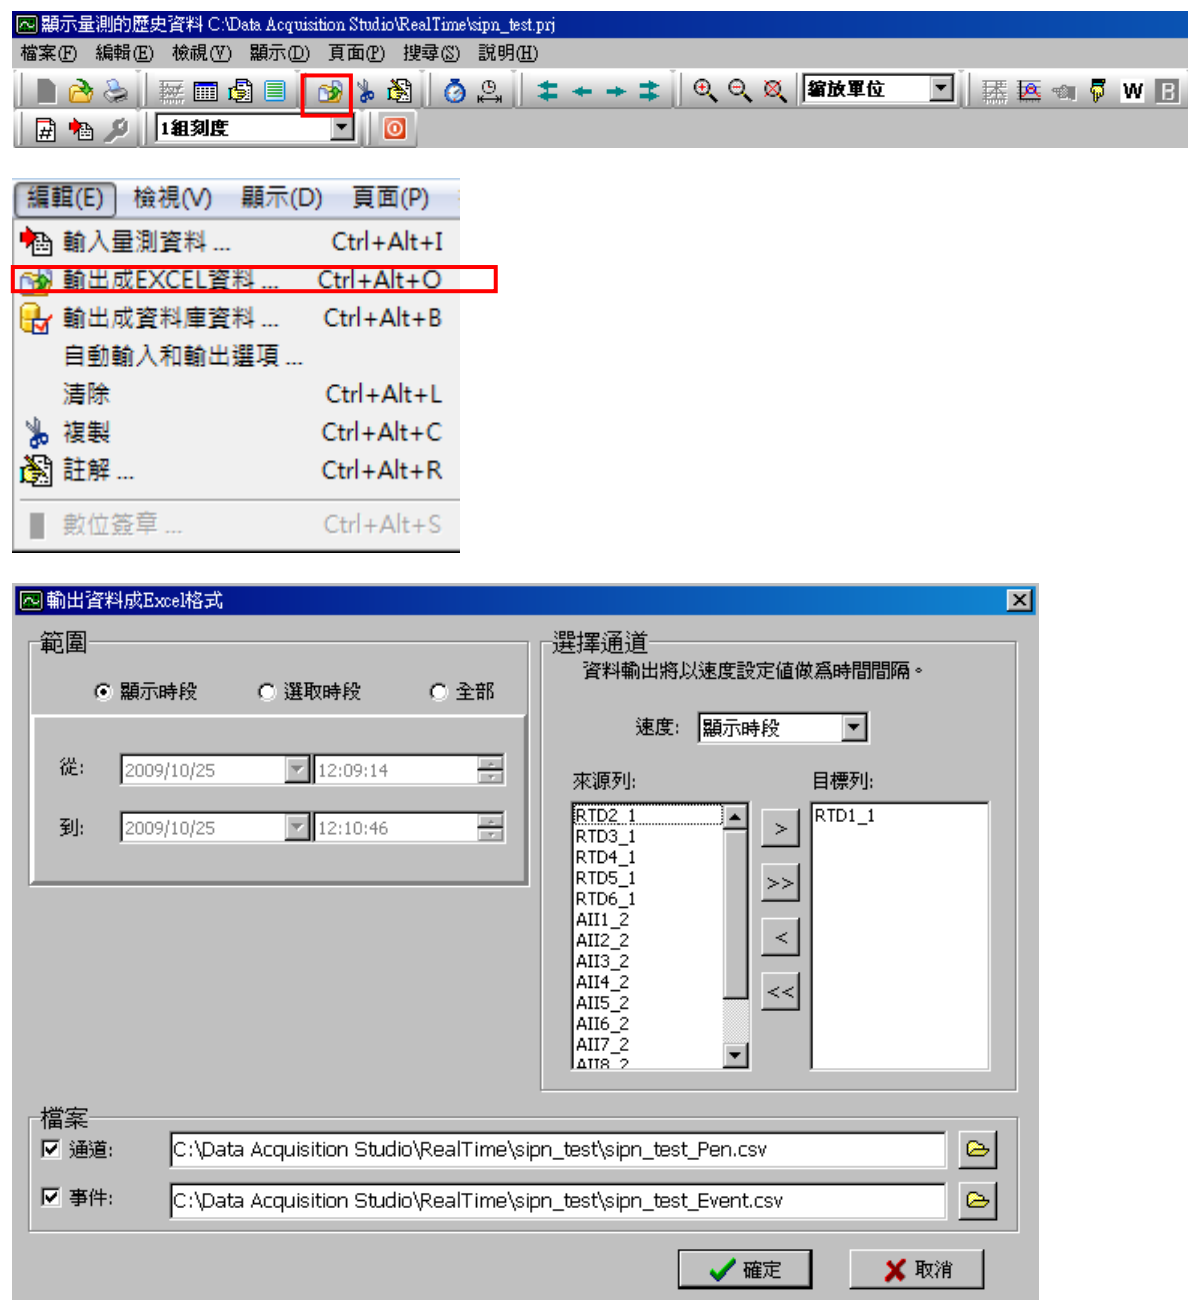 顯示量測的歷史資料 C:\Data Acquisition Studio\RealTime\sipn_test.prj
檔案(F) 編輯(E) 檢視(V) 顯示(D) 頁面(P) 搜尋(S) 說明(H)
縮放單位
W B
1組刻度
編輯(E) 檢視(V) 顯示(D) 頁面(P)
輸入量測資料 ... Ctrl+Alt+I
輸出成EXCEL資料 ... Ctrl+Alt+O
輸出成資料庫資料 ... Ctrl+Alt+B
自動輸入和輸出選項 ...
清除 Ctrl+Alt+L
複製 Ctrl+Alt+C
註解 ... Ctrl+Alt+R
數位簽章 ... Ctrl+Alt+S
輸出資料成Excel格式
範圍
顯示時段 選取時段 全部
從: 2009/10/25 12:09:14
到: 2009/10/25 12:10:46
選擇通道
資料輸出將以速度設定值做為時間間隔。
速度: 顯示時段
來源列:
RTD2_1
RTD3_1
RTD4_1
RTD5_1
RTD6_1
AII1_2
AII2_2
AII3_2
AII4_2
AII5_2
AII6_2
AII7_2
AII8_2
>
>>
<
<<
目標列:
RTD1_1
檔案
通道: C:\Data Acquisition Studio\RealTime\sipn_test\sipn_test_Pen.csv
事件: C:\Data Acquisition Studio\RealTime\sipn_test\sipn_test_Event.csv
確定 取消